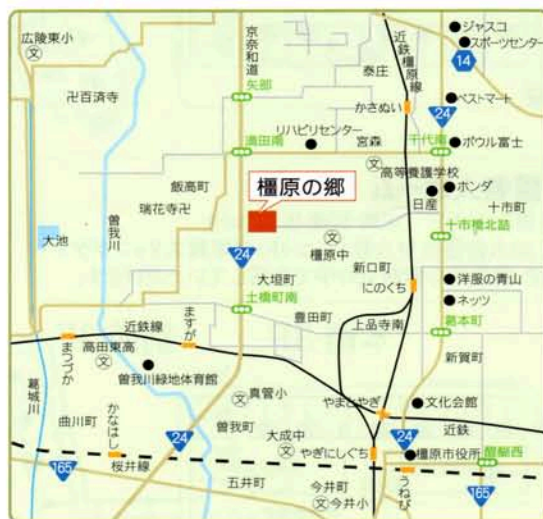 広陵東小
文
卍百済寺
大池
曽我川
葛城川
京奈和道
矢部
満田南
飯高町
瑞花寺卍
リハビリセンター
橿原の郷
24
大垣町
土橋町南
近鉄橿原線
秦庄
かさぬい
宮森
千代南
文
高等養護学校
日産
ジャスコ
スポーツセンター
14
ベストマート
24
ボウル富士
ホンダ
十市町
十市橋北詰
文
橿原中
新口町
にのくち
洋服の青山
ネッツ
葛本町
豊田町
上品寺南
新賀町
近鉄線
ますが
まつづか
高田東高
文
曽我川緑地体育館
文
真菅小
曲川町
かなはし
曽我町
24
大成中
文
やまとやぎ
文化会館
近鉄
やぎにしぐち
24
橿原市役所
醍醐西
165
桜井線
五井町
今井町
文今井小
うねび
165